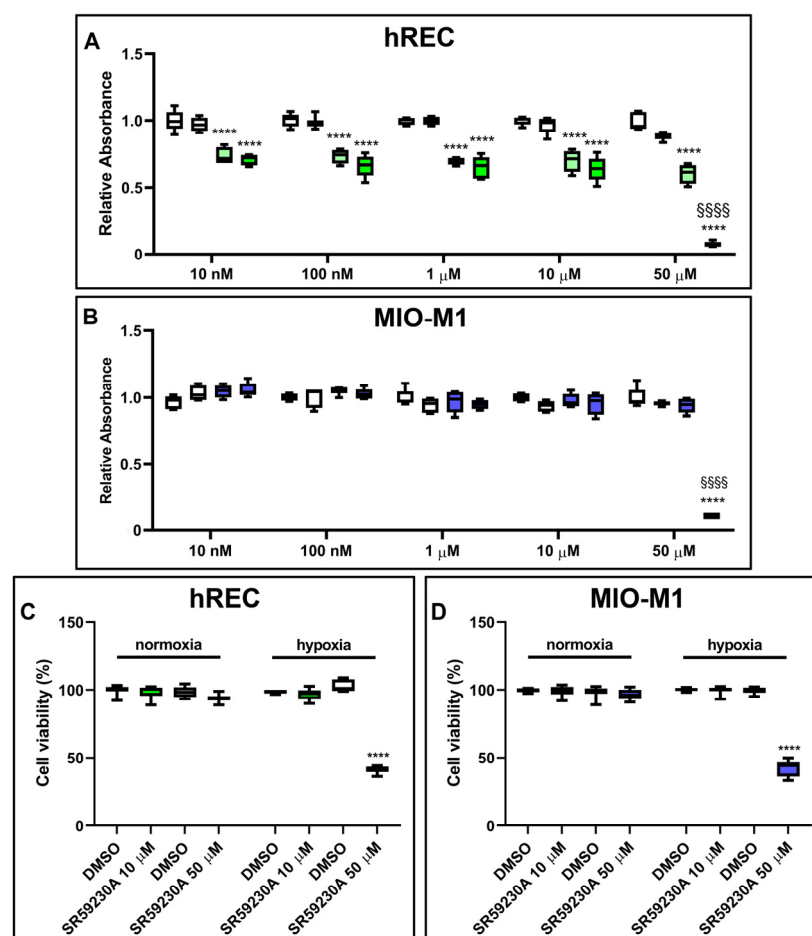 A
hREC
Relative Absorbance
1.5
1.0
0.5
0
**** ****
**** ****
**** ****
**** ****
****
§§§§
****
10 nM 100 nM 1 μM 10 μM 50 μM
B
MIO-M1
Relative Absorbance
1.5
1.0
0.5
0
§§§§
****
10 nM 100 nM 1 μM 10 μM 50 μM
C
hREC
Cell viability (%)
150
100
50
0
normoxia hypoxia
****
DMSO
SR59230A 10 μM
DMSO
SR59230A 50 μM
DMSO
SR59230A 10 μM
DMSO
SR59230A 50 μM
D
MIO-M1
Cell viability (%)
150
100
50
0
normoxia hypoxia
****
DMSO
SR59230A 10 μM
DMSO
SR59230A 50 μM
DMSO
SR59230A 10 μM
DMSO
SR59230A 50 μM